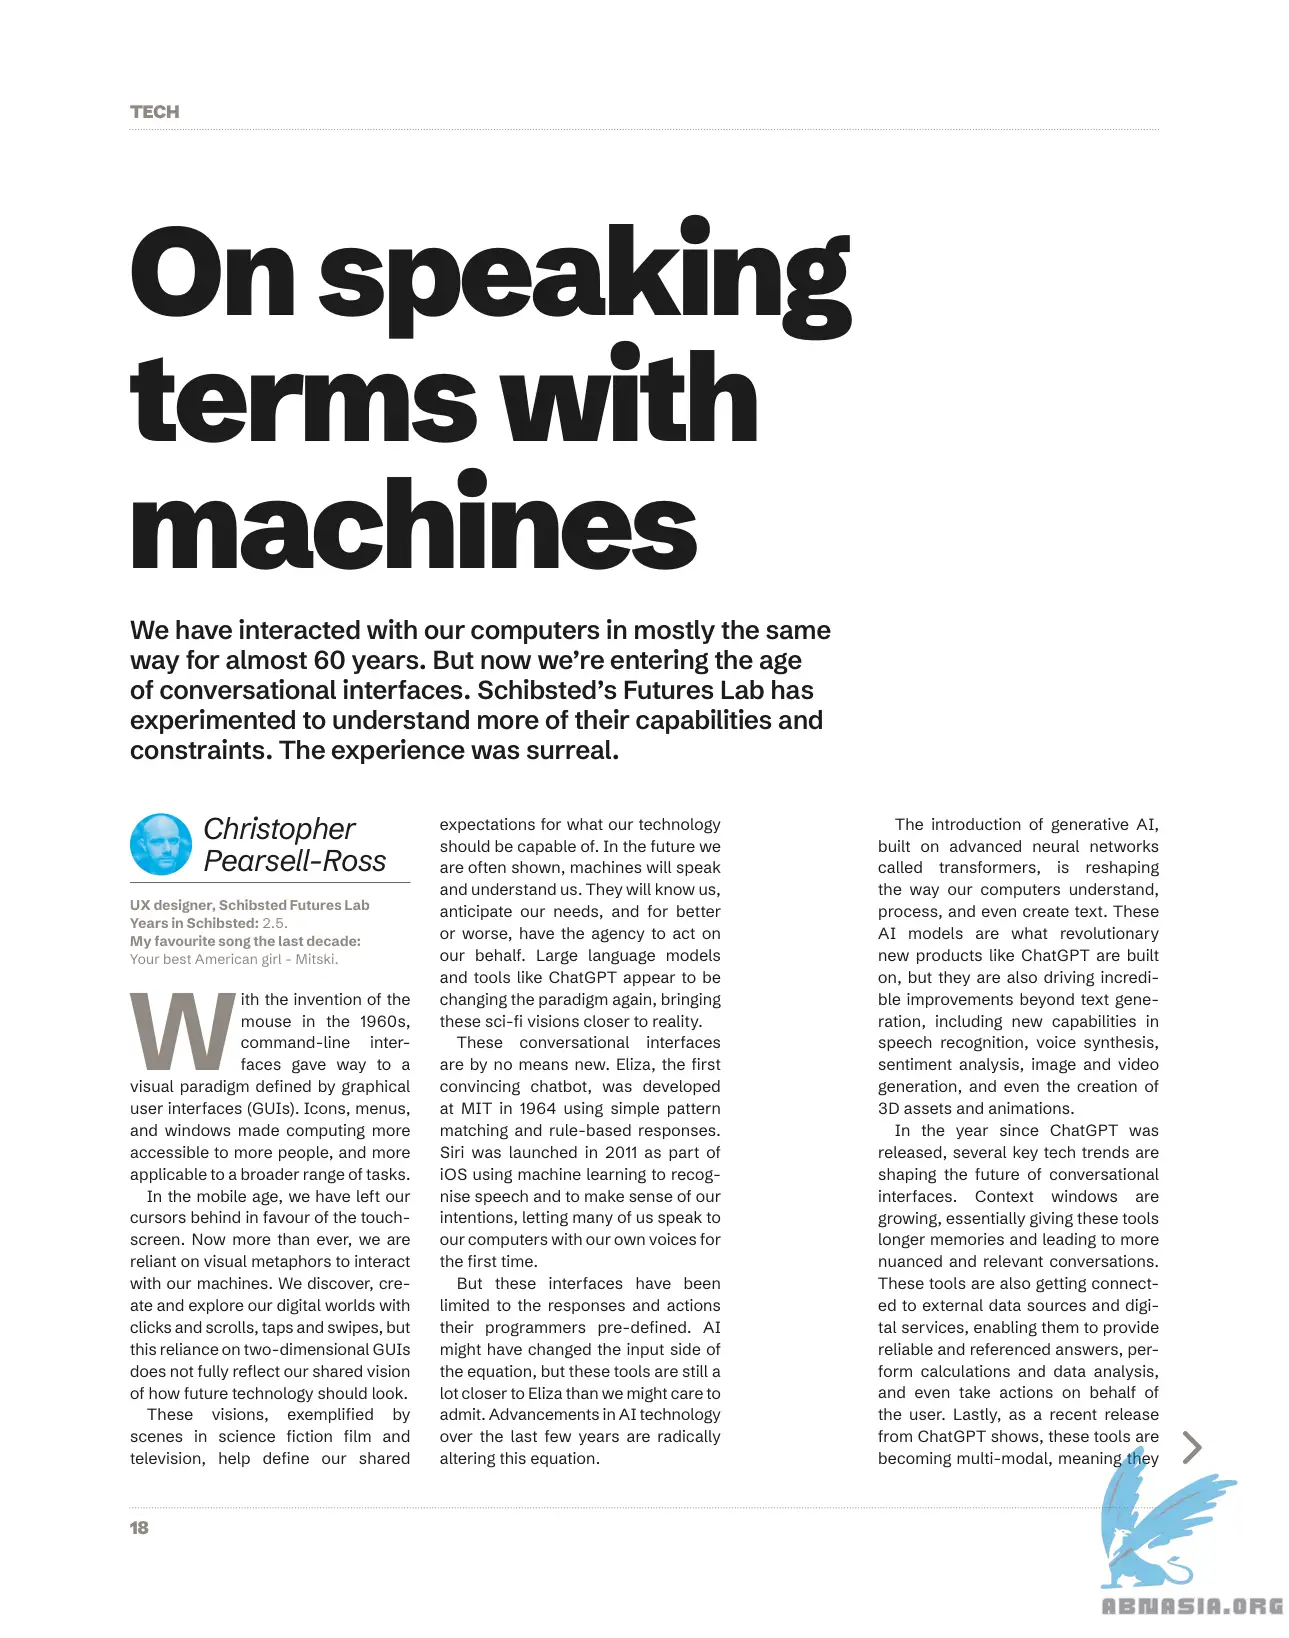 TECH
On speaking
terms with
machines
We have interacted with our computers in mostly the same
way for almost 60 years. But now we're entering the age
of conversational interfaces. Schibsted's Futures Lab has
experimented to understand more of their capabilities and
constraints. The experience was surreal.
Christopher
Pearsell-Ross
UX designer, Schibsted Futures Lab
Years in Schibsted: 2.5.
My favourite song the last decade:
Your best American girl - Mitski.
With the invention of the
mouse in the 1960s,
command-line inter-
faces gave way to a
visual paradigm defined by graphical
user interfaces (GUIs). Icons, menus,
and windows made computing more
accessible to more people, and more
applicable to a broader range of tasks.
In the mobile age, we have left our
cursors behind in favour of the touch-
screen. Now more than ever, we are
reliant on visual metaphors to interact
with our machines. We discover, cre-
ate and explore our digital worlds with
clicks and scrolls, taps and swipes, but
this reliance on two-dimensional GUIs
does not fully reflect our shared vision
of how future technology should look.
These visions, exemplified by
scenes in science fiction film and
television, help define our shared
expectations for what our technology
should be capable of. In the future we
are often shown, machines will speak
and understand us. They will know us,
anticipate our needs, and for better
or worse, have the agency to act on
our behalf. Large language models
and tools like ChatGPT appear to be
changing the paradigm again, bringing
these sci-fi visions closer to reality.
These conversational interfaces
are by no means new. Eliza, the first
convincing chatbot, was developed
at MIT in 1964 using simple pattern
matching and rule-based responses.
Siri was launched in 2011 as part of
iOS using machine learning to recog-
nise speech and to make sense of our
intentions, letting many of us speak to
our computers with our own voices for
the first time.
But these interfaces have been
limited to the responses and actions
their programmers pre-defined. AI
might have changed the input side of
the equation, but these tools are still a
lot closer to Eliza than we might care to
admit. Advancements in AI technology
over the last few years are radically
altering this equation.
The introduction of generative AI,
built on advanced neural networks
called transformers, is reshaping
the way our computers understand,
process, and even create text. These
AI models are what revolutionary
new products like ChatGPT are built
on, but they are also driving incredi-
ble improvements beyond text gene-
ration, including new capabilities in
speech recognition, voice synthesis,
sentiment analysis, image and video
generation, and even the creation of
3D assets and animations.
In the year since ChatGPT was
released, several key tech trends are
shaping the future of conversational
interfaces. Context windows are
growing, essentially giving these tools
longer memories and leading to more
nuanced and relevant conversations.
These tools are also getting connect-
ed to external data sources and digi-
tal services, enabling them to provide
reliable and referenced answers, per-
form calculations and data analysis,
and even take actions on behalf of
the user. Lastly, as a recent release
from ChatGPT shows, these tools are
becoming multi-modal, meaning they
18
ABNASIA.ORG